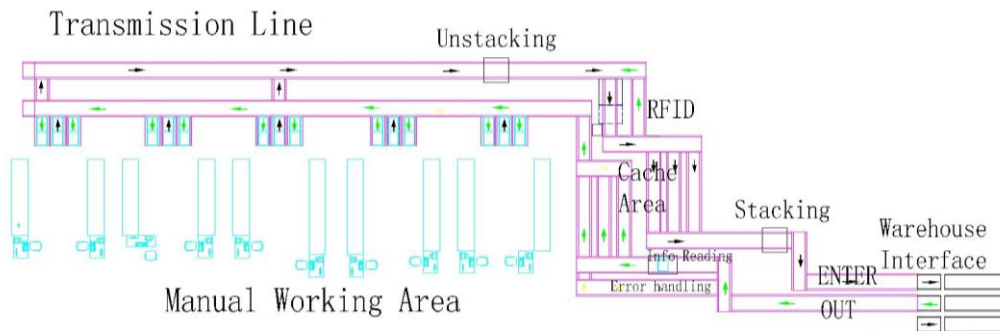 Transmission Line
Unstacking
RFID
Cache
Area
Stacking
Warehouse
Interface
Info Reading
ENTER
Error handling
OUT
Manual Working Area